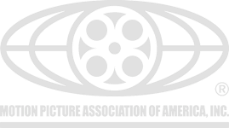 ®
MOTION PICTURE ASSOCIATION OF AMERICA, INC.